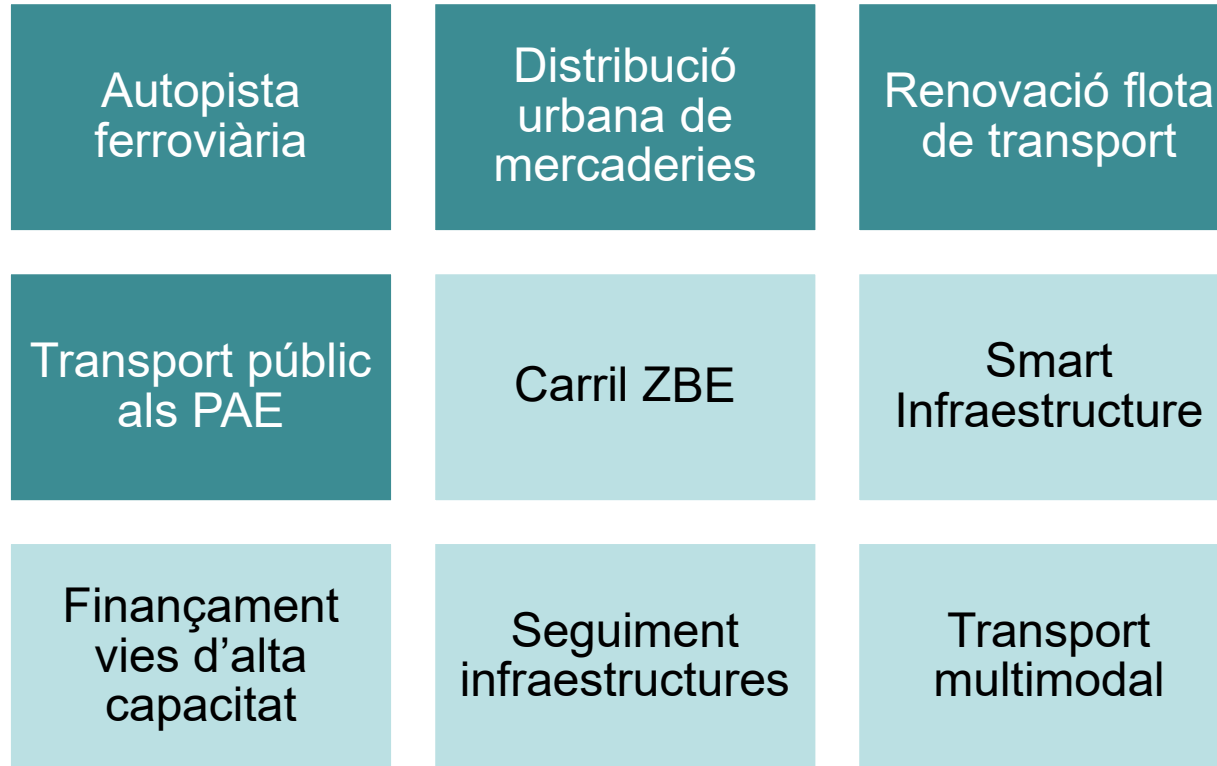 Autopista
ferroviària
Distribució
urbana de
mercaderies
Renovació flota
de transport
Transport públic
als PAE
Carril ZBE
Smart
Infraestructure
Finançament
vies d’alta
capacitat
Seguiment
infraestructures
Transport
multimodal